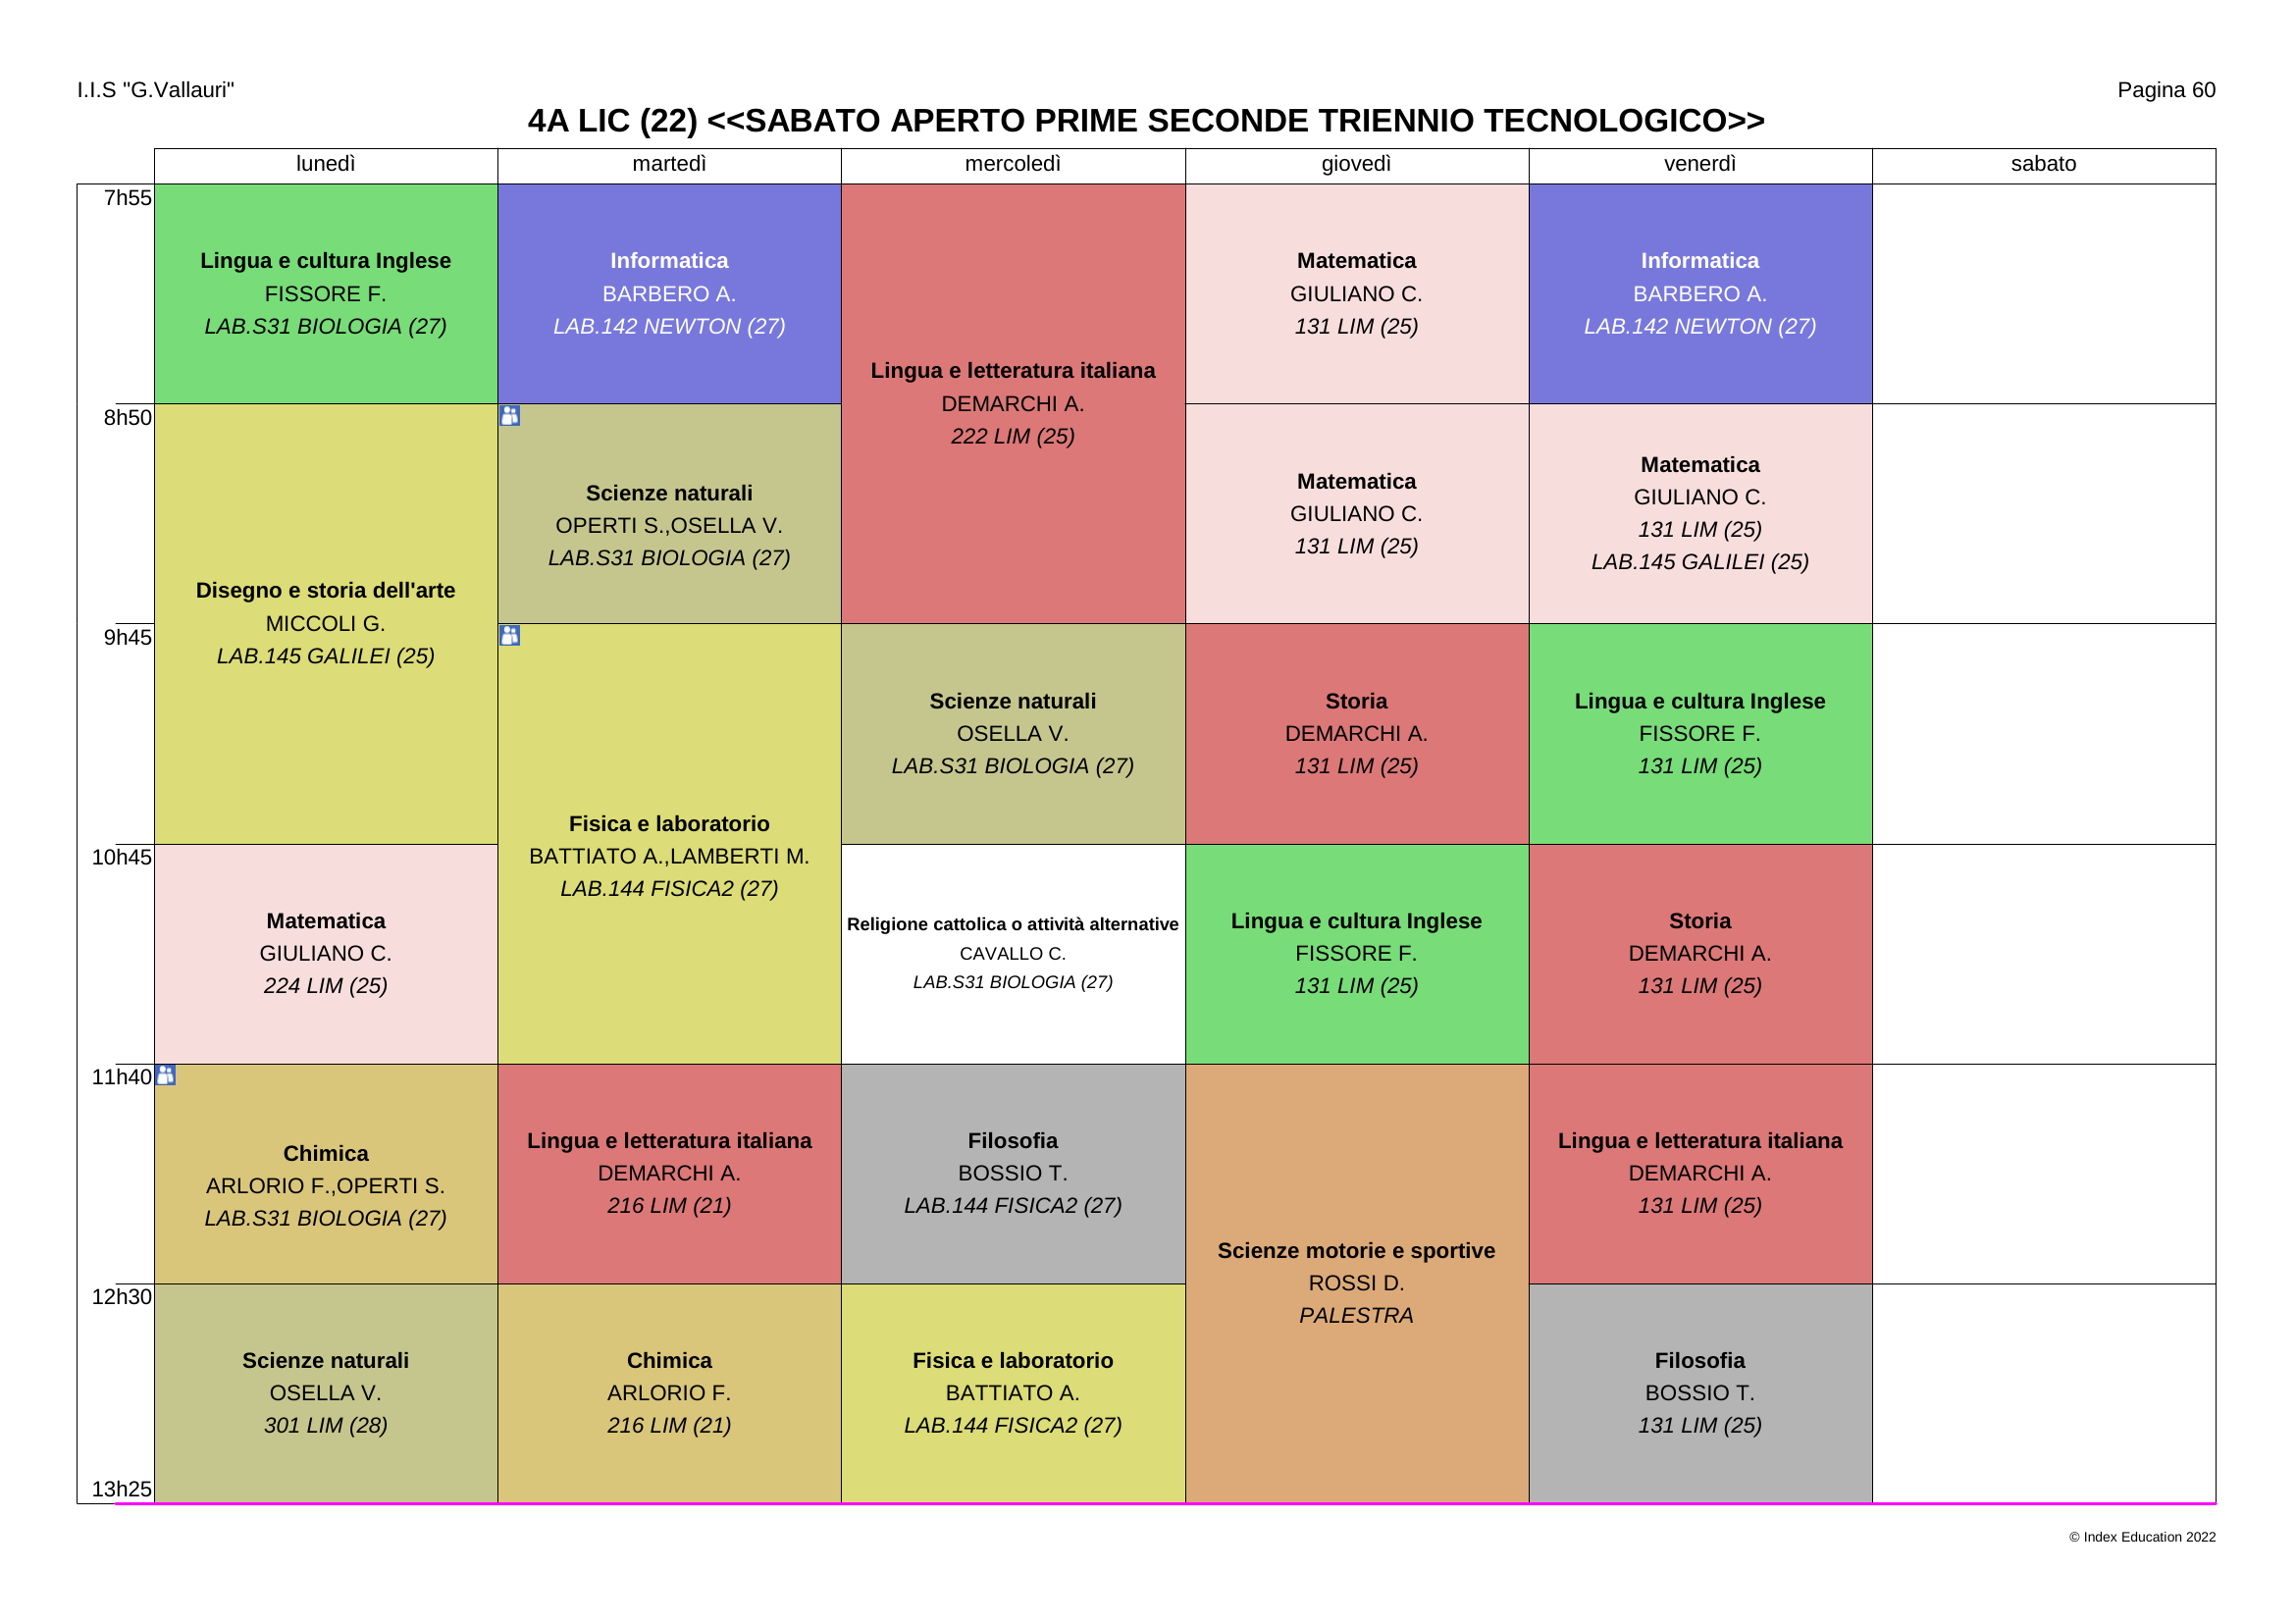 I.I.S "G.Vallauri"
Pagina 60
4A LIC (22) <<SABATO APERTO PRIME SECONDE TRIENNIO TECNOLOGICO>>
lunedì
martedì
mercoledì
giovedì
venerdì
sabato
7h55
Lingua e cultura Inglese
FISSORE F.
LAB.S31 BIOLOGIA (27)
Informatica
BARBERO A.
LAB.142 NEWTON (27)
Lingua e letteratura italiana
DEMARCHI A.
222 LIM (25)
Matematica
GIULIANO C.
131 LIM (25)
Informatica
BARBERO A.
LAB.142 NEWTON (27)
8h50
Disegno e storia dell'arte
MICCOLI G.
LAB.145 GALILEI (25)
Scienze naturali
OPERTI S.,OSELLA V.
LAB.S31 BIOLOGIA (27)
Matematica
GIULIANO C.
131 LIM (25)
Matematica
GIULIANO C.
131 LIM (25)
LAB.145 GALILEI (25)
9h45
Fisica e laboratorio
BATTIATO A.,LAMBERTI M.
LAB.144 FISICA2 (27)
Scienze naturali
OSELLA V.
LAB.S31 BIOLOGIA (27)
Storia
DEMARCHI A.
131 LIM (25)
Lingua e cultura Inglese
FISSORE F.
131 LIM (25)
10h45
Matematica
GIULIANO C.
224 LIM (25)
Religione cattolica o attività alternative
CAVALLO C.
LAB.S31 BIOLOGIA (27)
Lingua e cultura Inglese
FISSORE F.
131 LIM (25)
Storia
DEMARCHI A.
131 LIM (25)
11h40
Chimica
ARLORIO F.,OPERTI S.
LAB.S31 BIOLOGIA (27)
Lingua e letteratura italiana
DEMARCHI A.
216 LIM (21)
Filosofia
BOSSIO T.
LAB.144 FISICA2 (27)
Scienze motorie e sportive
ROSSI D.
PALESTRA
Lingua e letteratura italiana
DEMARCHI A.
131 LIM (25)
12h30
Scienze naturali
OSELLA V.
301 LIM (28)
Chimica
ARLORIO F.
216 LIM (21)
Fisica e laboratorio
BATTIATO A.
LAB.144 FISICA2 (27)
Filosofia
BOSSIO T.
131 LIM (25)
13h25
© Index Education 2022